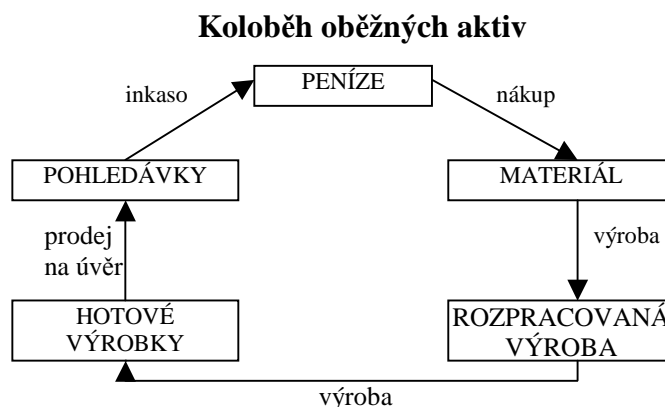 Koloběh oběžných aktiv
inkaso
PENÍZE
nákup
POHLEDÁVKY
MATERIÁL
prodej
na úvěr
výroba
HOTOVÉ
VÝROBKY
ROZPRACOVANÁ
VÝROBA
výroba